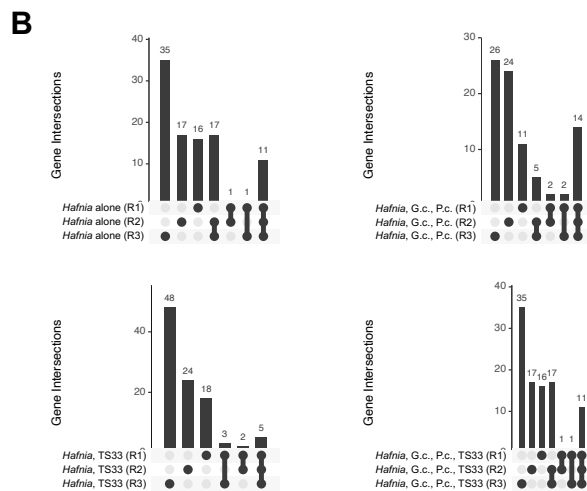 B
Gene Intersections
40
30
20
10
0
35
17
16
17
1
1
11
Hafnia alone (R1)
Hafnia alone (R2)
Hafnia alone (R3)
Gene Intersections
30
20
10
0
26
24
11
5
2
2
14
Hafnia, G.c., P.c. (R1)
Hafnia, G.c., P.c. (R2)
Hafnia, G.c., P.c. (R3)
Gene Intersections
40
20
48
24
18
3
2
5
Hafnia, TS33 (R1)
Hafnia, TS33 (R2)
Hafnia, TS33 (R3)
Gene Intersections
40
30
20
10
35
17
16
17
1
1
11
Hafnia, G.c., P.c., TS33 (R1)
Hafnia, G.c., P.c., TS33 (R2)
Hafnia, G.c., P.c., TS33 (R3)